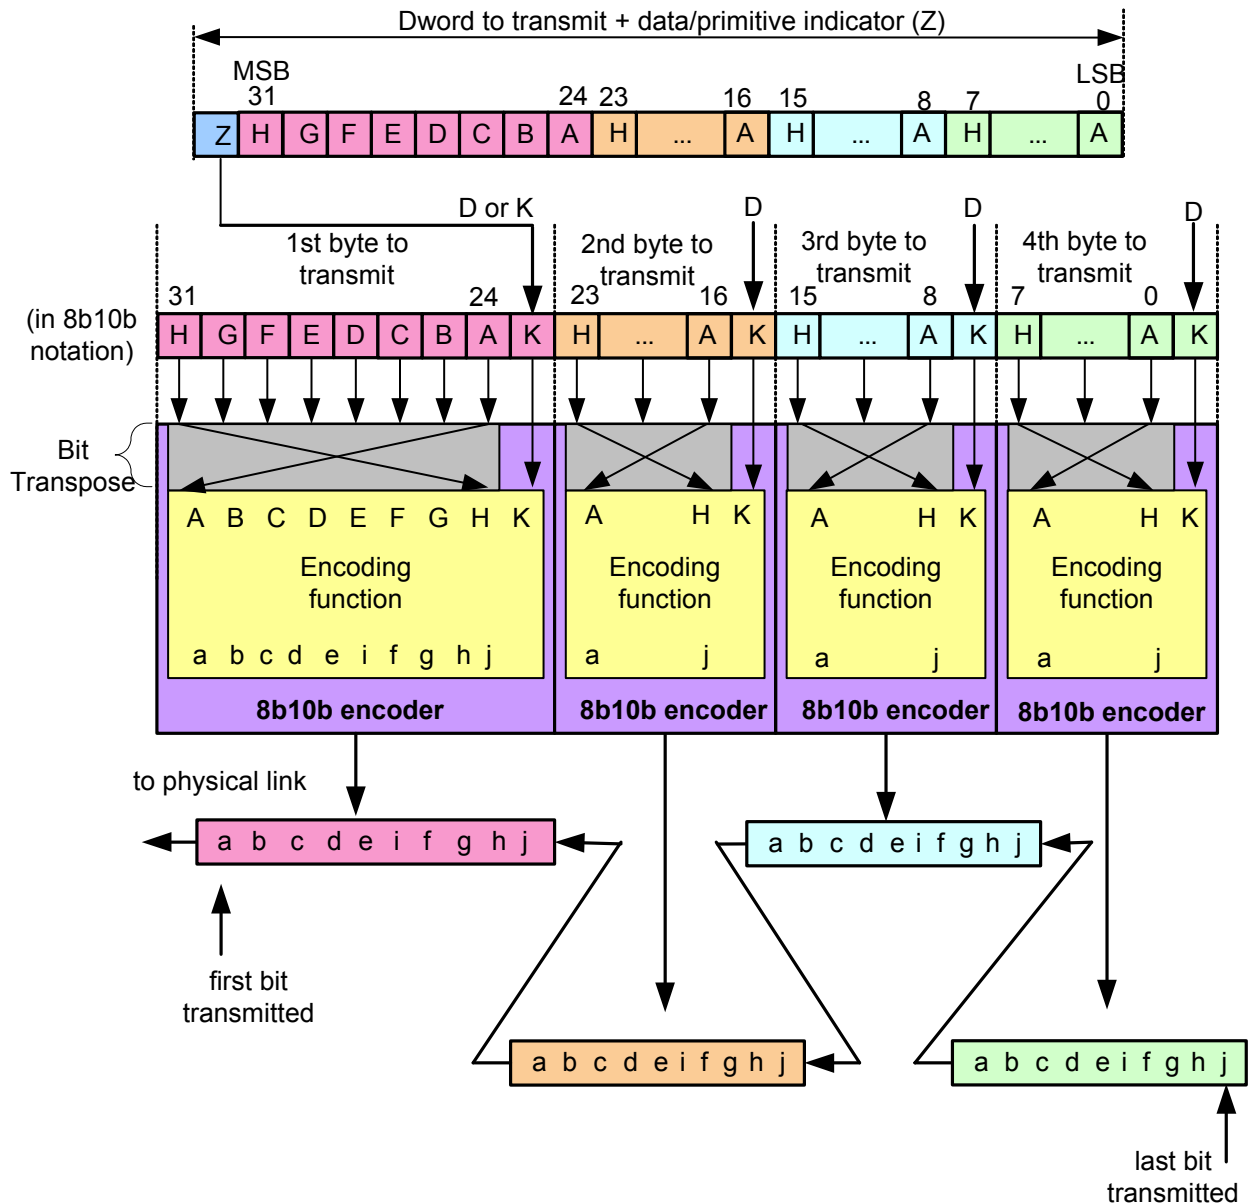 Dword to transmit + data/primitive indicator (Z)
MSB LSB
31 24 23 16 15 8 7 0
Z H G F E D C B A H ... A H ... A H ... A
D or K D D D
1st byte to transmit
2nd byte to transmit
3rd byte to transmit
4th byte to transmit
31 24 23 16 15 8 7 0
(in 8b10b notation)
H G F E D C B A K H ... A K H ... A K H ... A K
Bit Transpose
A B C D E F G H K A H K A H K A H K
Encoding function
Encoding function
Encoding function
Encoding function
a b c d e i f g h j a j a j a j
8b10b encoder 8b10b encoder 8b10b encoder 8b10b encoder
to physical link
a b c d e i f g h j
a b c d e i f g h j
first bit transmitted
a b c d e i f g h j
a b c d e i f g h j
last bit transmitted